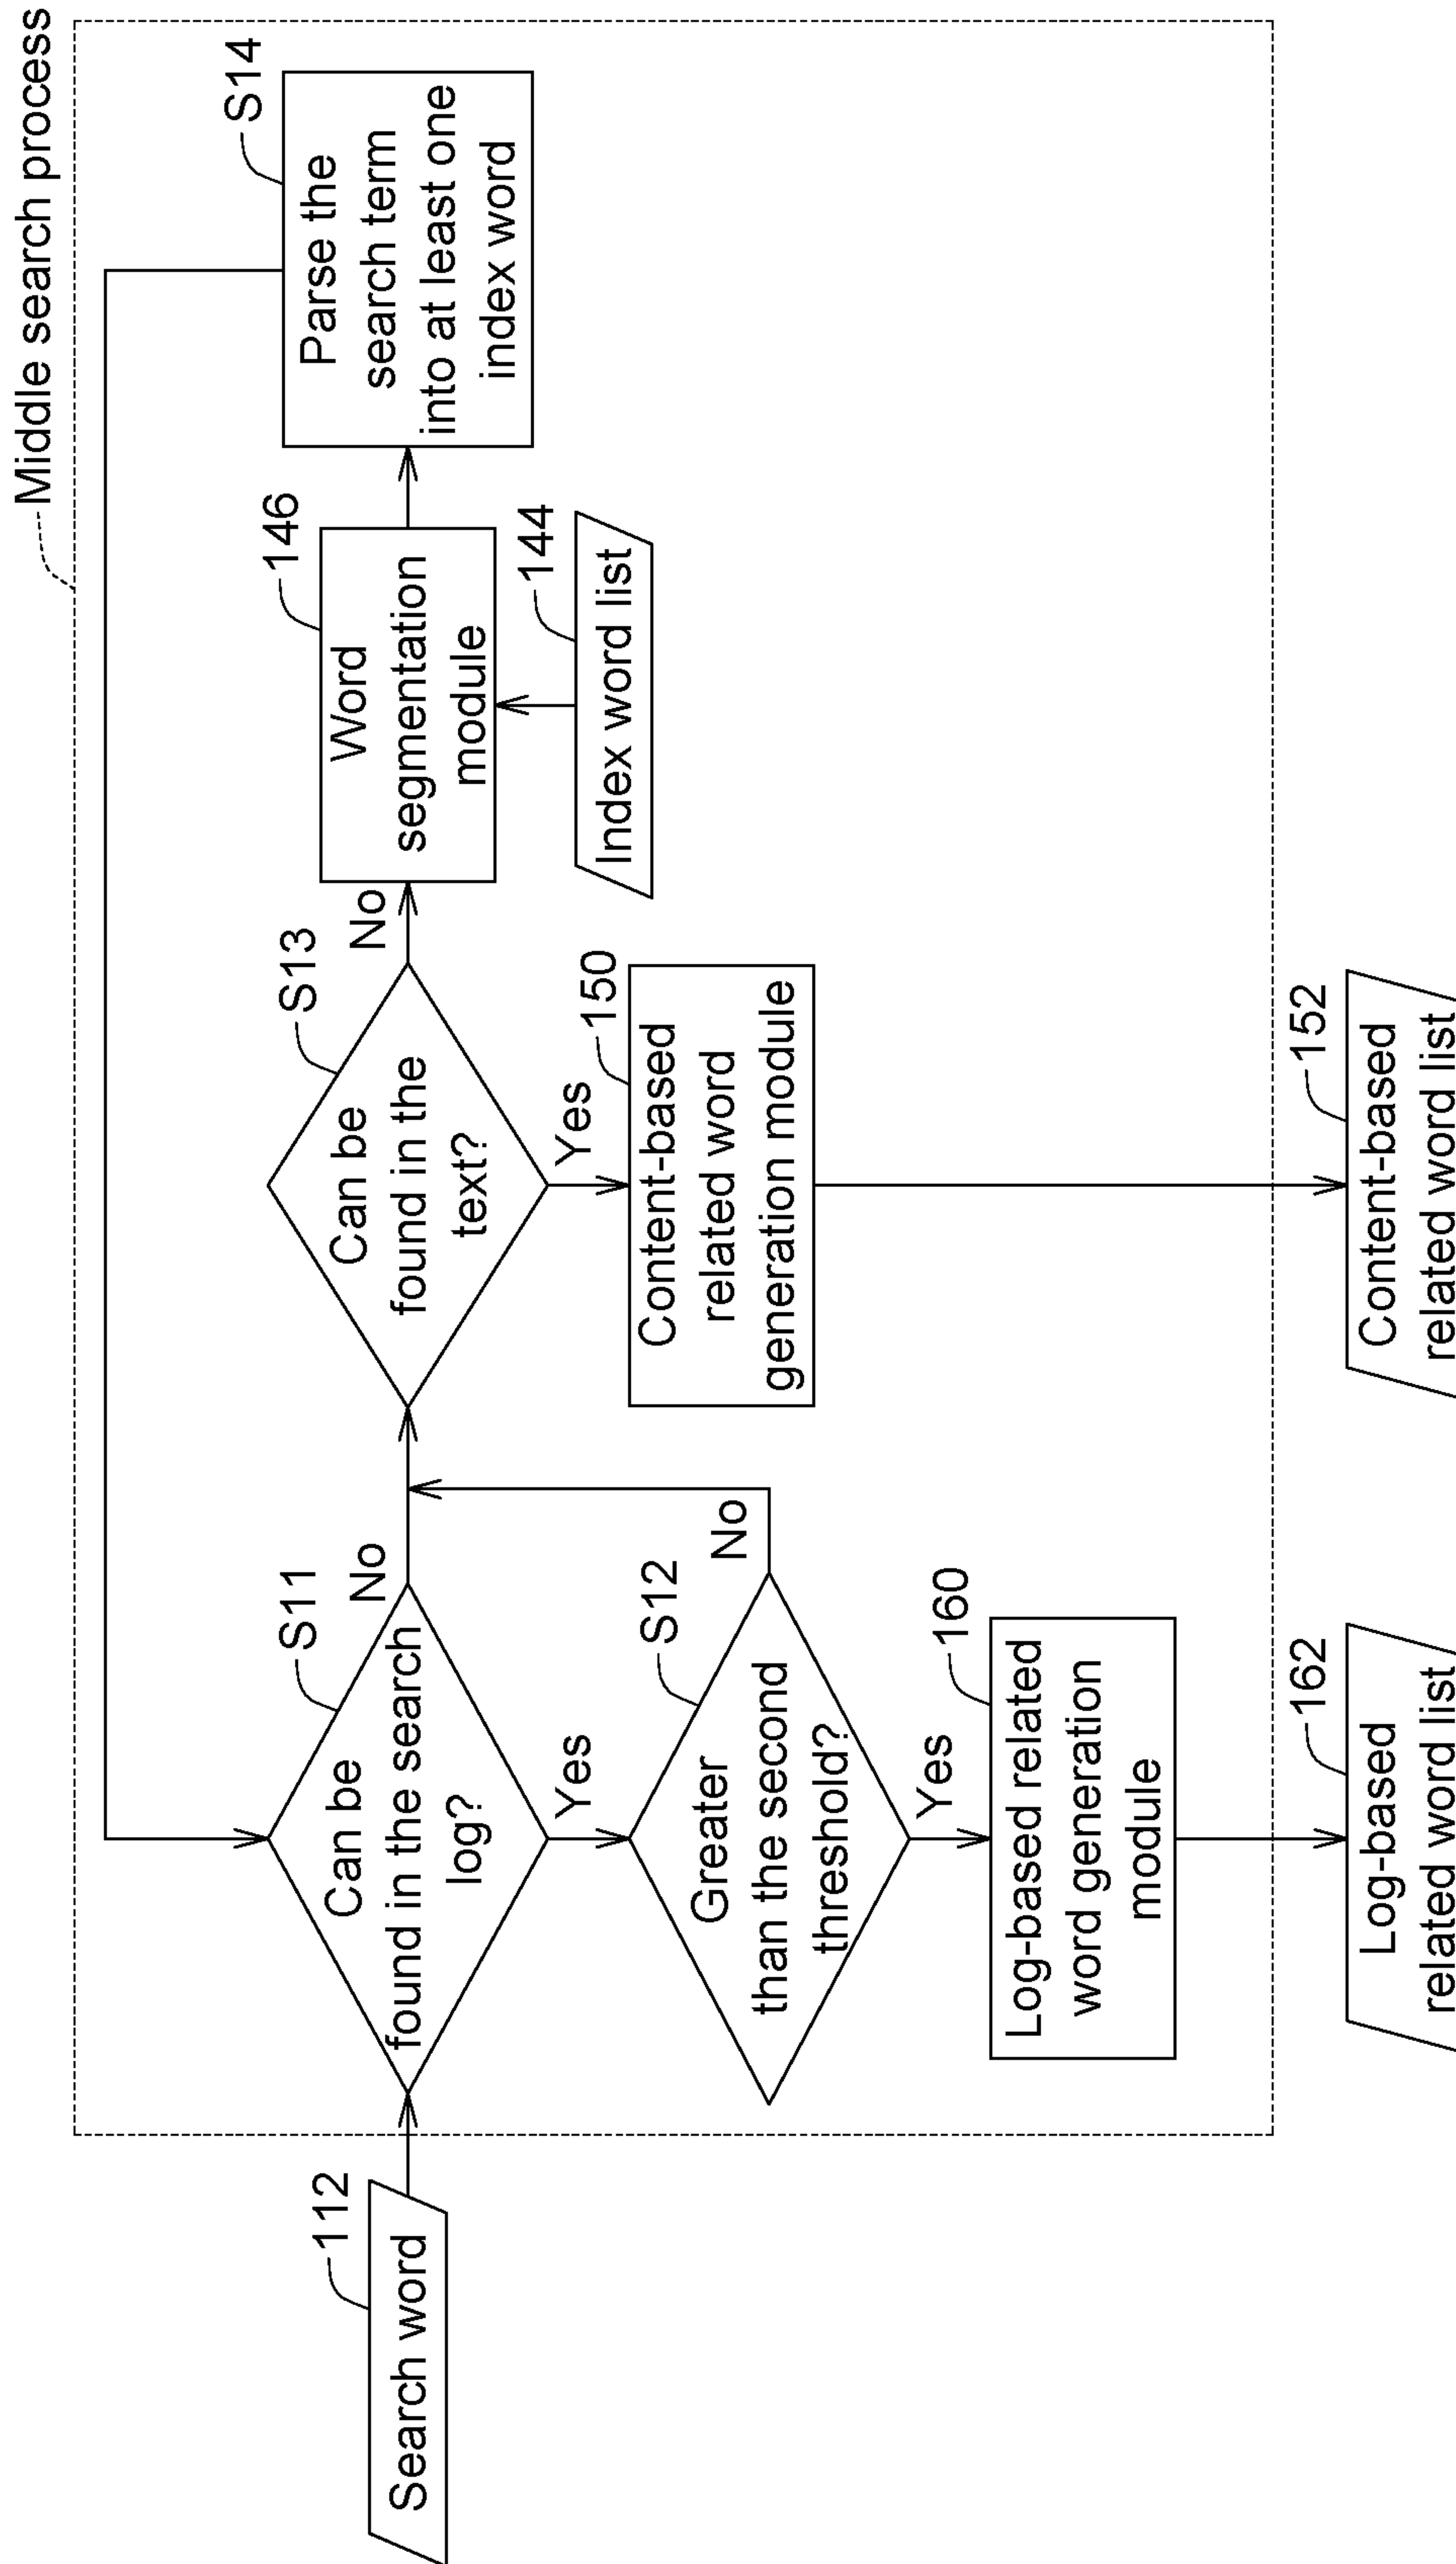 Middle search process
112
Search word
S11
Can be
found in the search
log?
No
Yes
S12
Greater
than the second
threshold?
No
Yes
160
Log-based related
word generation
module
162
Log-based
related word list
S13
Can be
found in the
text?
No
Yes
150
Content-based
related word
generation module
152
Content-based
related word list
146
Word
segmentation
module
144
Index word list
S14
Parse the
search term
into at least one
index word